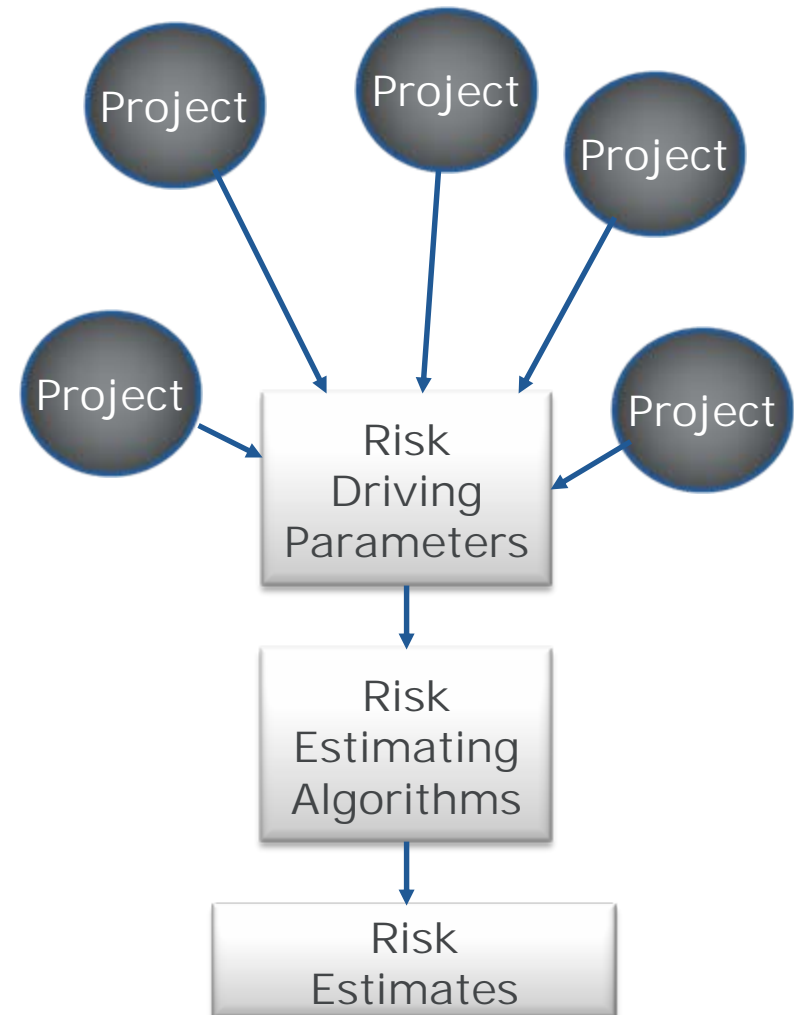 Project
Project
Project
Project
Project
Risk
Driving
Parameters
Risk
Estimating
Algorithms
Risk
Estimates